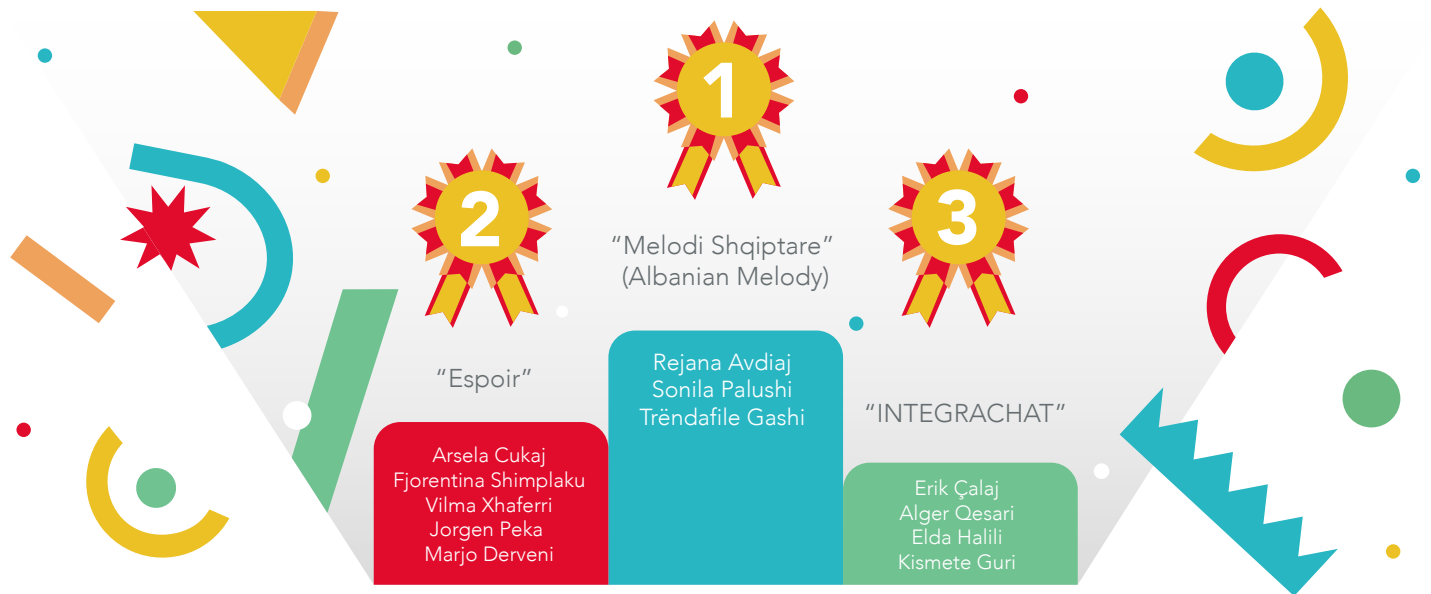 1
“Melodi Shqiptare”
(Albanian Melody)
Rejana Avdiaj
Sonila Palushi
Trëndafile Gashi
2
“Espoir”
Arsela Cukaj
Fjorentina Shimplaku
Vilma Xhaferri
Jorgen Peka
Marjo Derveni
3
“INTEGRACHAT”
Erik Çalaj
Alger Qesari
Elda Halili
Kismete Guri